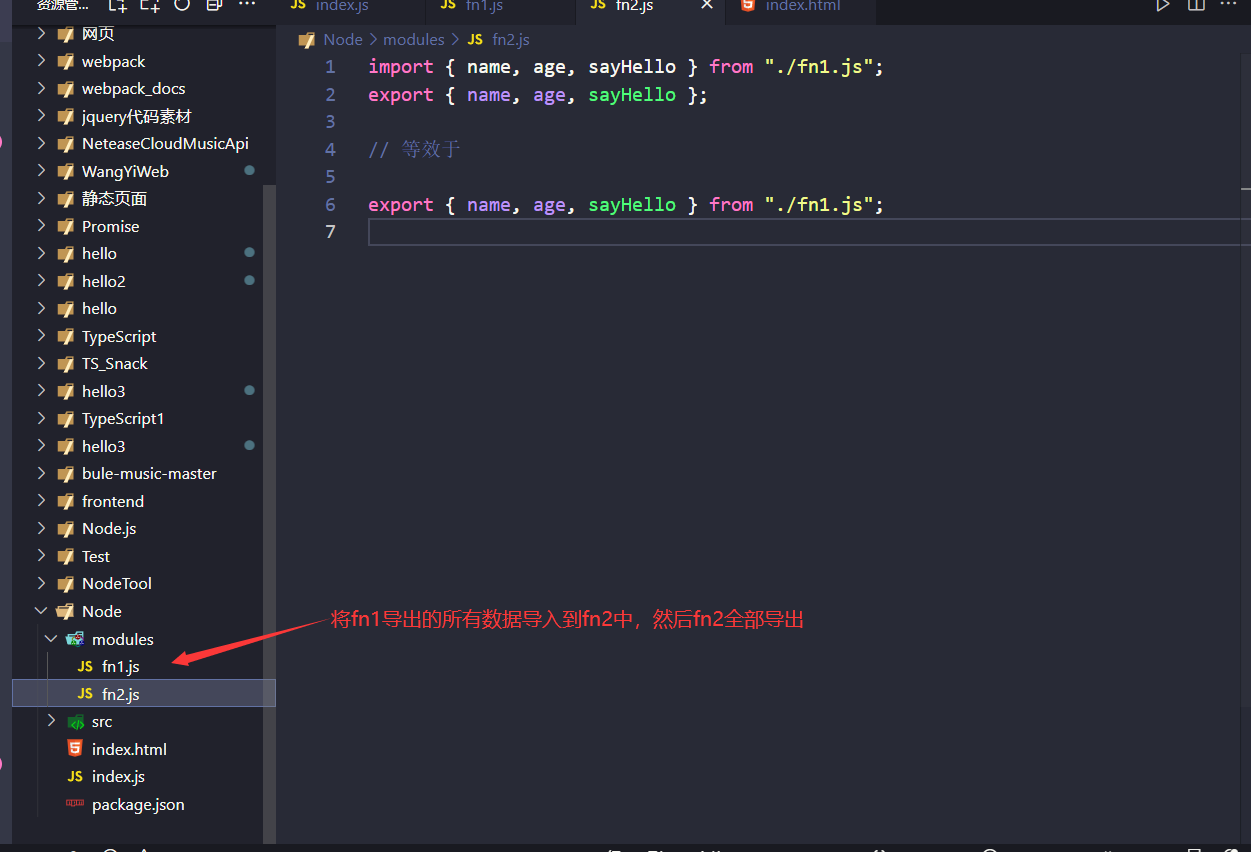 资源管...
JS index.js
JS fn1.js
JS fn2.js
index.html
网页
webpack
webpack_docs
jquery代码素材
NeteaseCloudMusicApi
WangYiWeb
静态页面
Promise
hello
hello2
hello
TypeScript
TS_Snack
hello3
TypeScript1
hello3
bule-music-master
frontend
Node.js
Test
NodeTool
Node
modules
JS fn1.js
JS fn2.js
src
index.html
JS index.js
package.json
Node > modules > JS fn2.js
1 import { name, age, sayHello } from "./fn1.js";
2 export { name, age, sayHello };
3
4 // 等效于
5
6 export { name, age, sayHello } from "./fn1.js";
7
将fn1导出的所有数据导入到fn2中，然后fn2全部导出